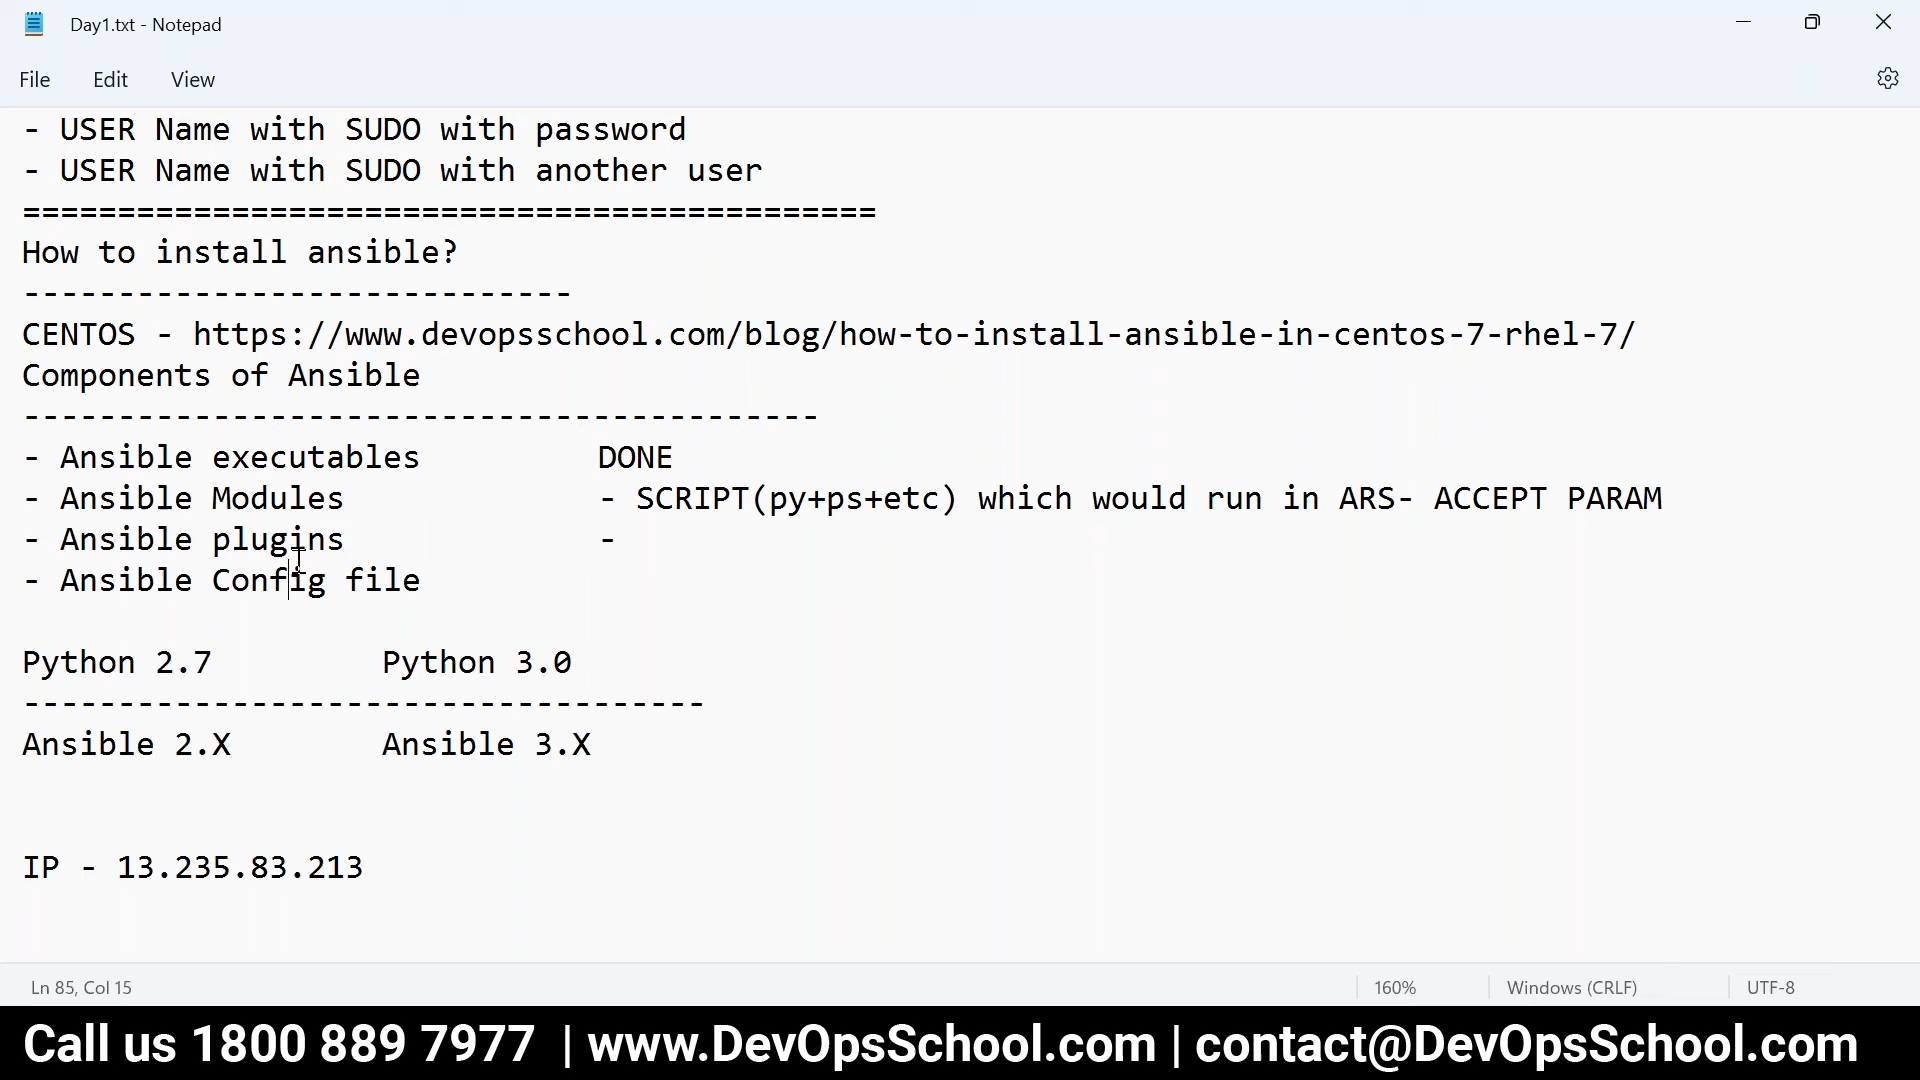 Day1.txt - Notepad
File Edit View
- USER Name with SUDO with password
- USER Name with SUDO with another user
=============================================
How to install ansible?
-----------------------------
CENTOS - https://www.devopsschool.com/blog/how-to-install-ansible-in-centos-7-rhel-7/
Components of Ansible
------------------------------------------
- Ansible executables DONE
- Ansible Modules - SCRIPT(py+ps+etc) which would run in ARS- ACCEPT PARAM
- Ansible plugins -
- Ansible Config file
Python 2.7 Python 3.0
------------------------------------
Ansible 2.X Ansible 3.X
IP - 13.235.83.213
Ln 85, Col 15 160% Windows (CRLF) UTF-8
Call us 1800 889 7977 | www.DevOpsSchool.com | contact@DevOpsSchool.com